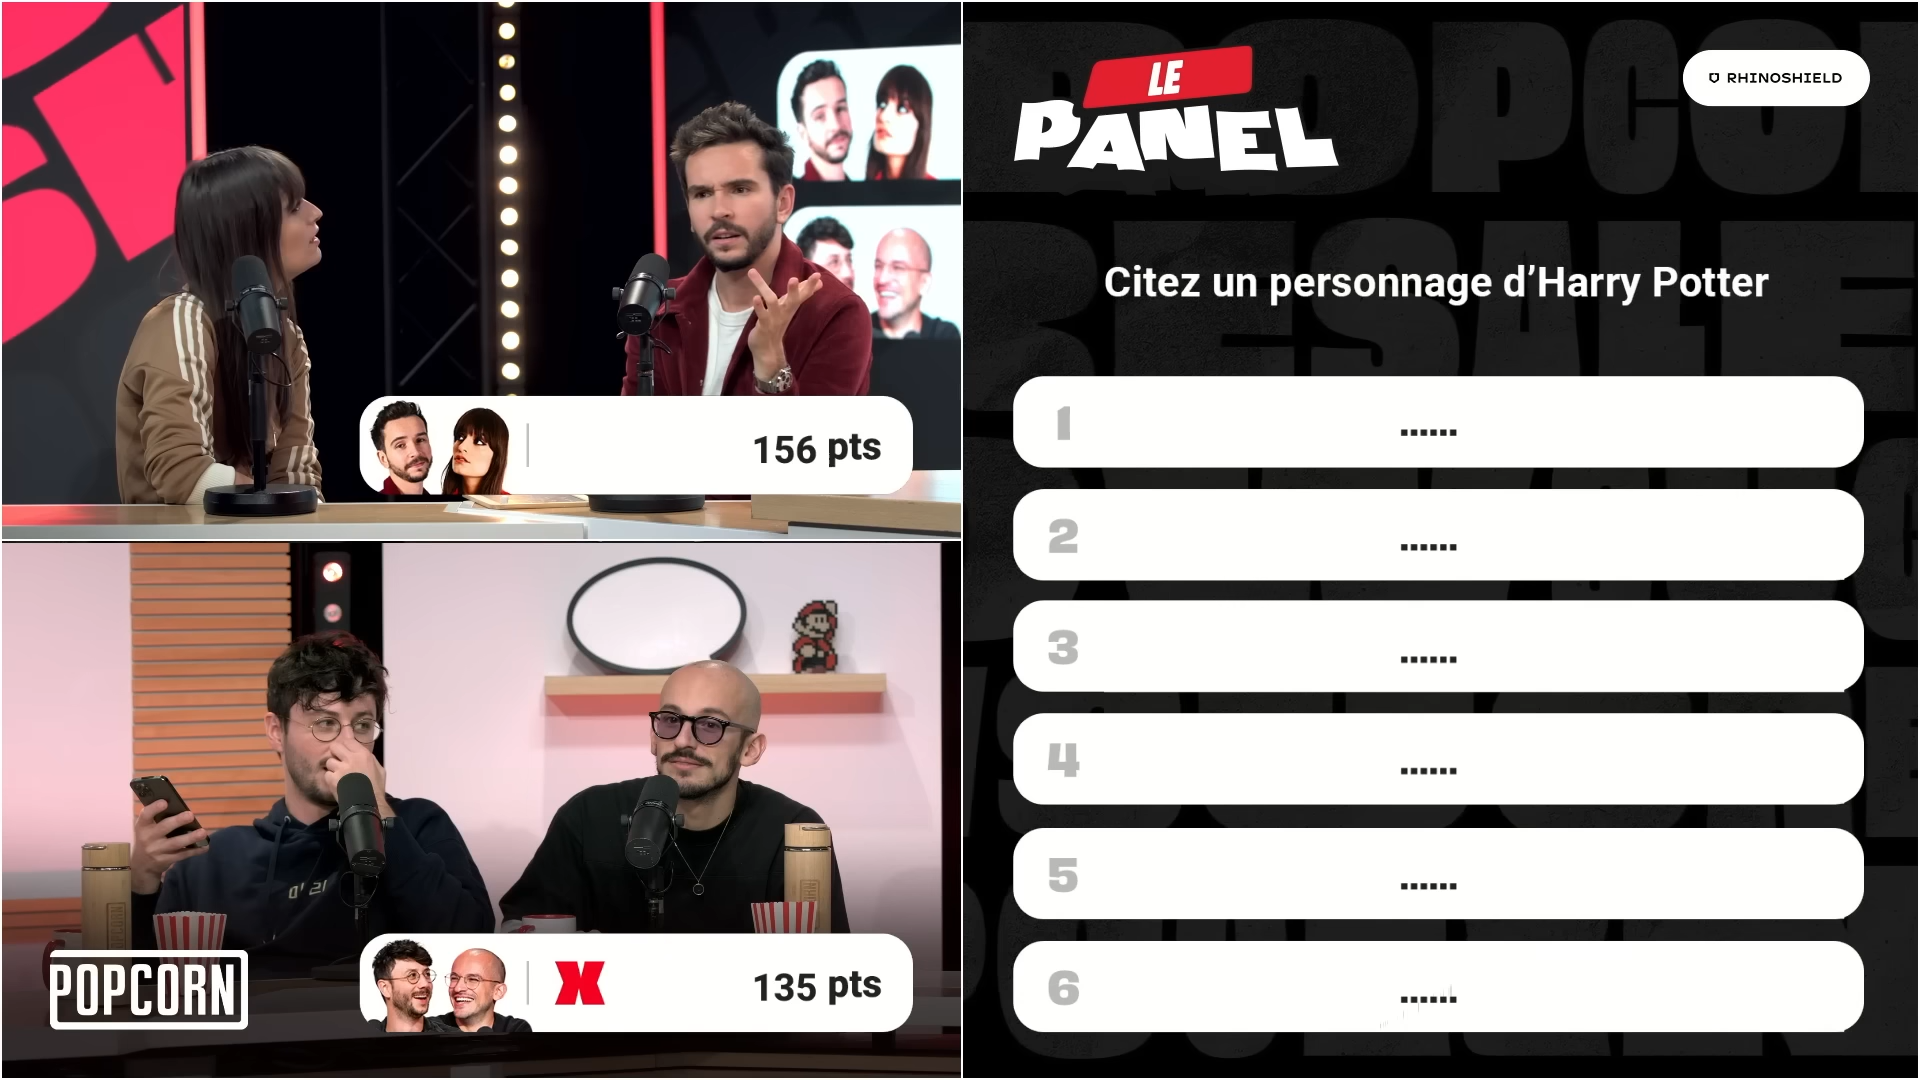 156 pts
POPCORN
135 pts
LE
PANEL
RHINOSHIELD
Citez un personnage d’Harry Potter
1 ......
2 ......
3 ......
4 ......
5 ......
6 ......